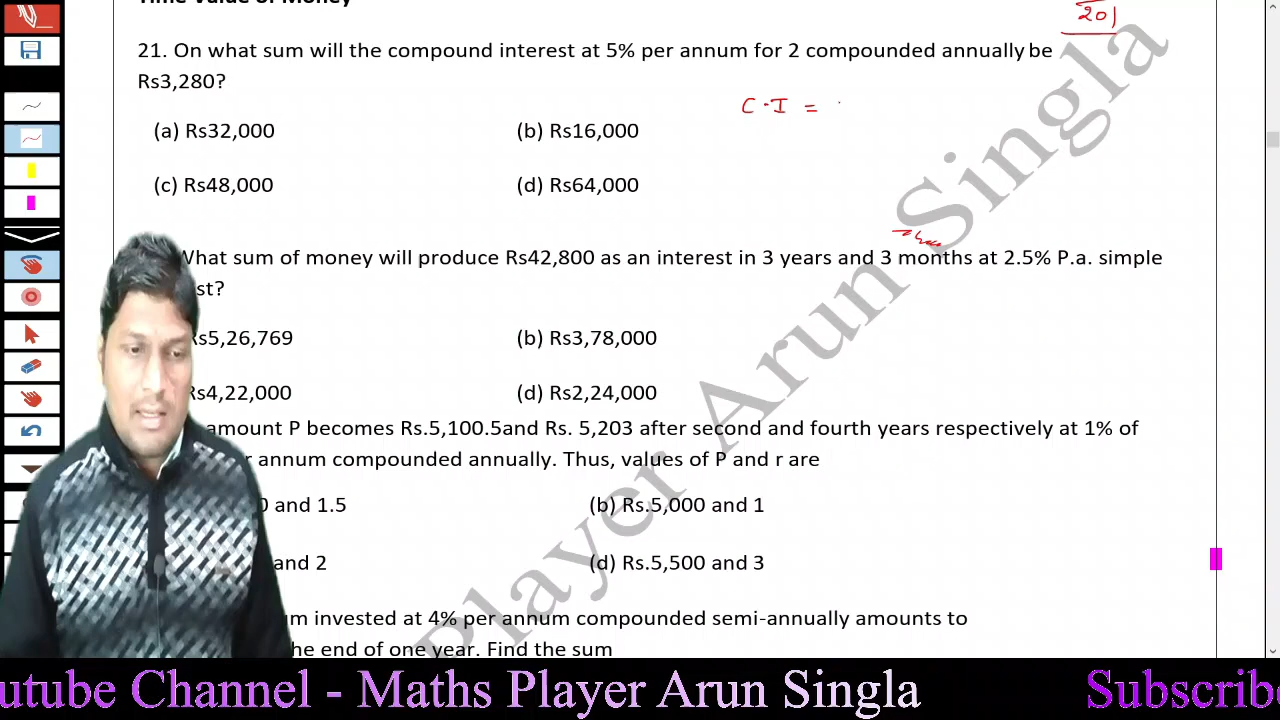 Time Value of Money
201
21. On what sum will the compound interest at 5% per annum for 2 compounded annually be
Rs3,280?
C.I =
(a) Rs32,000 (b) Rs16,000
(c) Rs48,000 (d) Rs64,000
What sum of money will produce Rs42,800 as an interest in 3 years and 3 months at 2.5% P.a. simple
st?
Rs5,26,769 (b) Rs3,78,000
Rs4,22,000 (d) Rs2,24,000
amount P becomes Rs.5,100.5and Rs. 5,203 after second and fourth years respectively at 1% of
r annum compounded annually. Thus, values of P and r are
0 and 1.5 (b) Rs.5,000 and 1
and 2 (d) Rs.5,500 and 3
um invested at 4% per annum compounded semi-annually amounts to
he end of one year. Find the sum
Player Arun Singla
utube Channel - Maths Player Arun Singla Subscrib